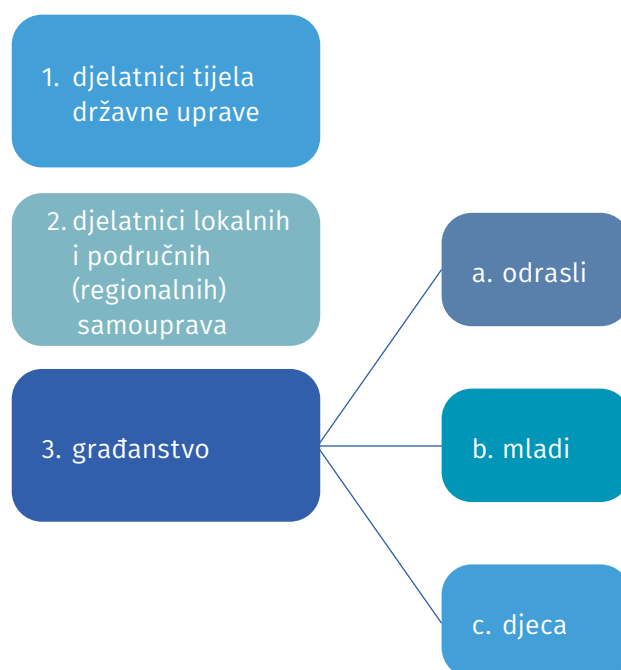 1. djelatnici tijela
državne uprave
2. djelatnici lokalnih
i područnih
(regionalnih)
samouprava
3. građanstvo
a. odrasli
b. mladi
c. djeca